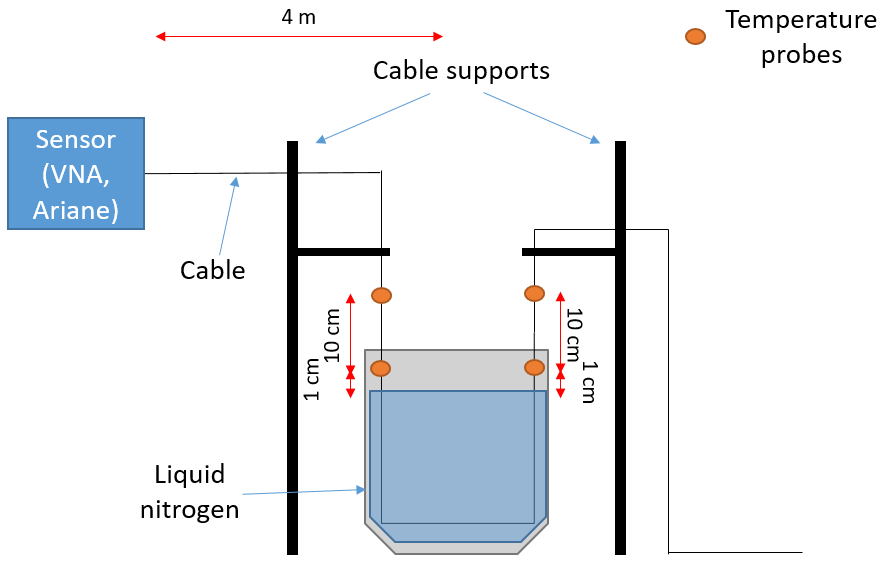 4 m
Temperature
probes
Cable supports
Sensor
(VNA,
Ariane)
Cable
10 cm
10 cm
1 cm
1 cm
Liquid
nitrogen